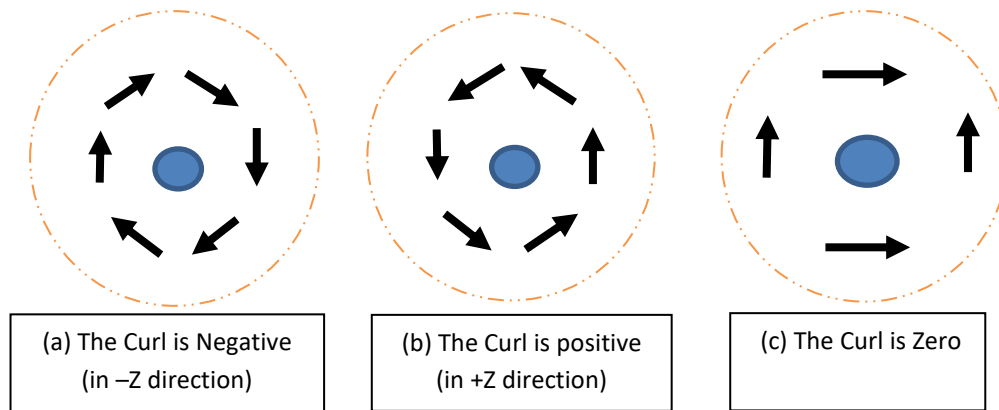 (a) The Curl is Negative
(in –Z direction)
(b) The Curl is positive
(in +Z direction)
(c) The Curl is Zero